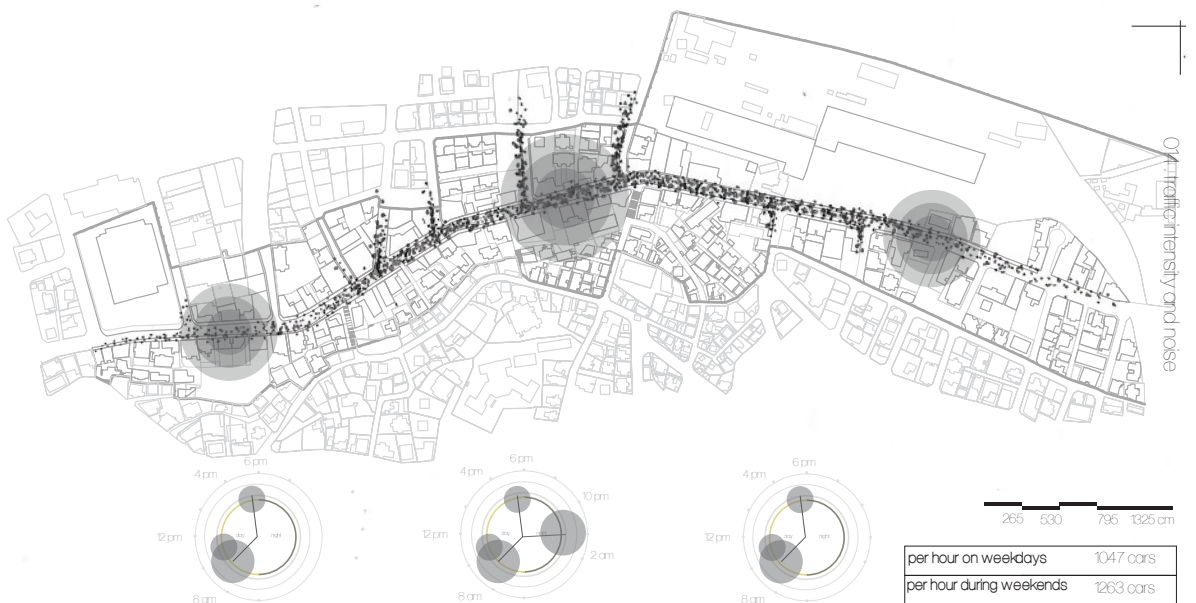 01 : traffic intensity and noise
6 pm
4 pm
12 pm
day
night
8 am
6 pm
4 pm
10 pm
12 pm
day
night
2 am
8 am
6 pm
4 pm
12 pm
day
night
8 am
265 530 795 1325 cm
per hour on weekdays 1047 cars
per hour during weekends 1263 cars